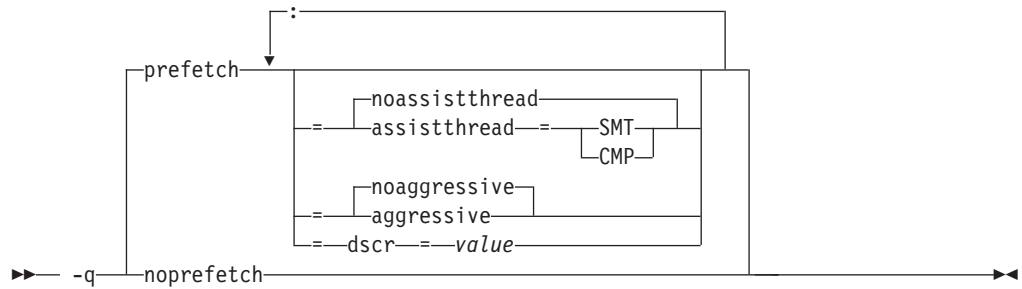 :
prefetch
noassistthread
= assistthread = SMT
CMP
noaggressive
= aggressive
= dscr = value
-q noprefetch